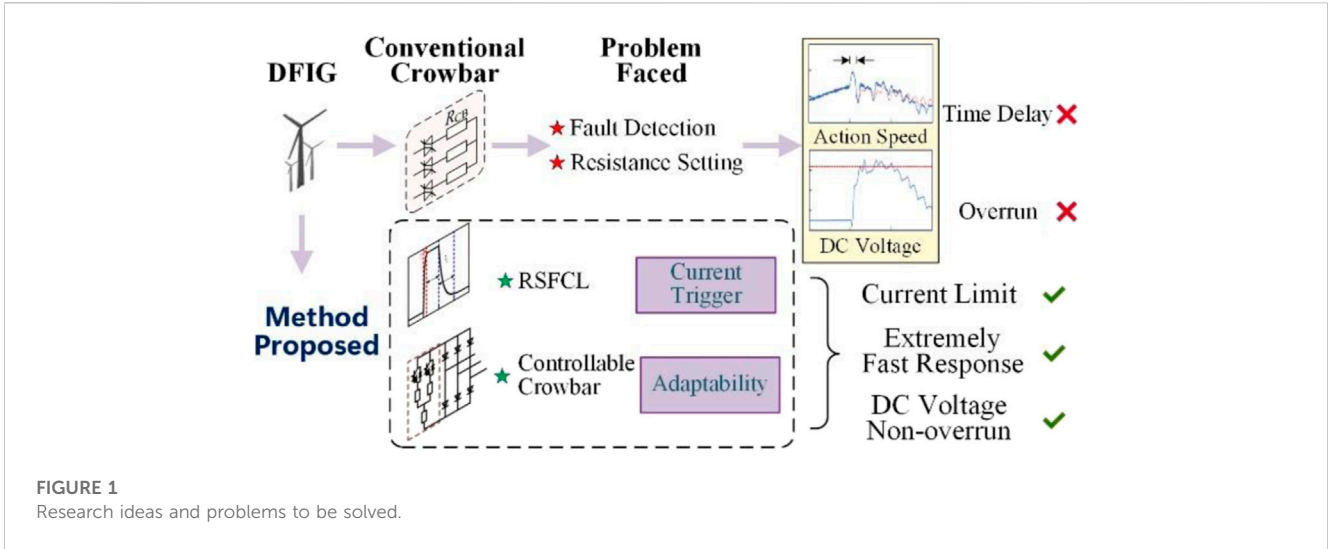 DFIG
Conventional
Crowbar
Problem
Faced
RCB
★ Fault Detection
★ Resistance Setting
Action Speed
DC Voltage
Time Delay ✕
Overrun ✕
Method
Proposed
★ RSFCL
Current
Trigger
★ Controllable
Crowbar
Adaptability
Current Limit ✓
Extremely
Fast Response ✓
DC Voltage
Non-overrun ✓
FIGURE 1
Research ideas and problems to be solved.